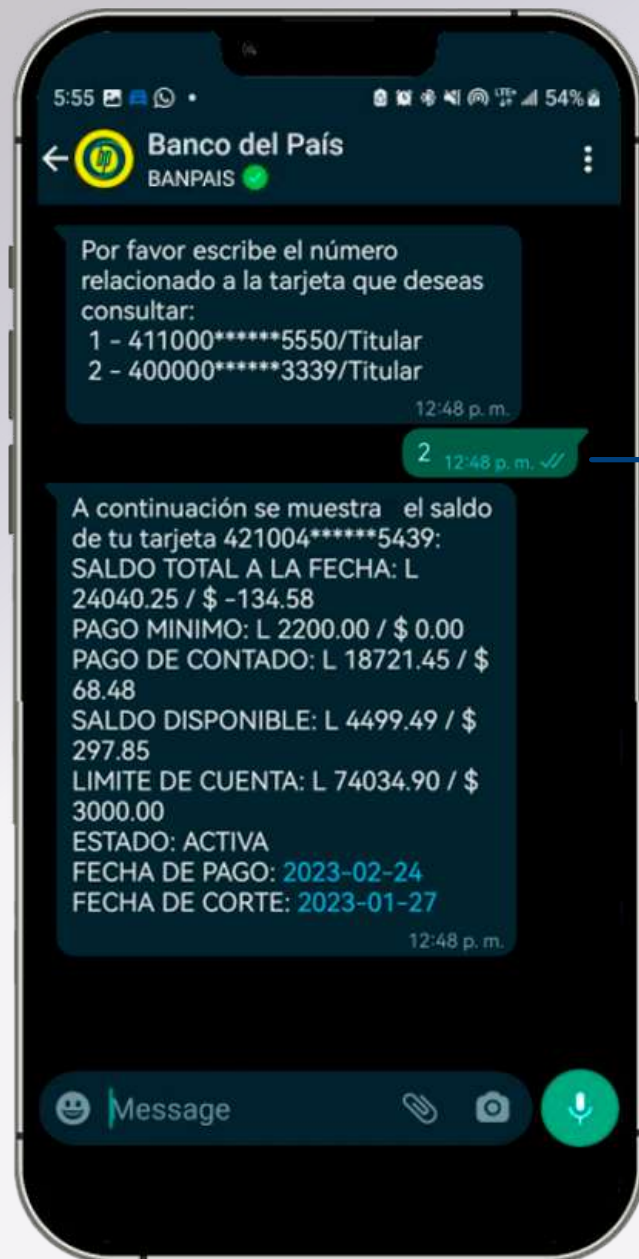 5:55
LTE+ 54%
Banco del País
BANPAIS
Por favor escribe el número
relacionado a la tarjeta que deseas
consultar:
1 - 411000******5550/Titular
2 - 400000******3339/Titular
12:48 p. m.
2 12:48 p. m.
A continuación se muestra el saldo
de tu tarjeta 421004******5439:
SALDO TOTAL A LA FECHA: L
24040.25 / $ -134.58
PAGO MINIMO: L 2200.00 / $ 0.00
PAGO DE CONTADO: L 18721.45 / $
68.48
SALDO DISPONIBLE: L 4499.49 / $
297.85
LIMITE DE CUENTA: L 74034.90 / $
3000.00
ESTADO: ACTIVA
FECHA DE PAGO: 2023-02-24
FECHA DE CORTE: 2023-01-27
12:48 p. m.
Message